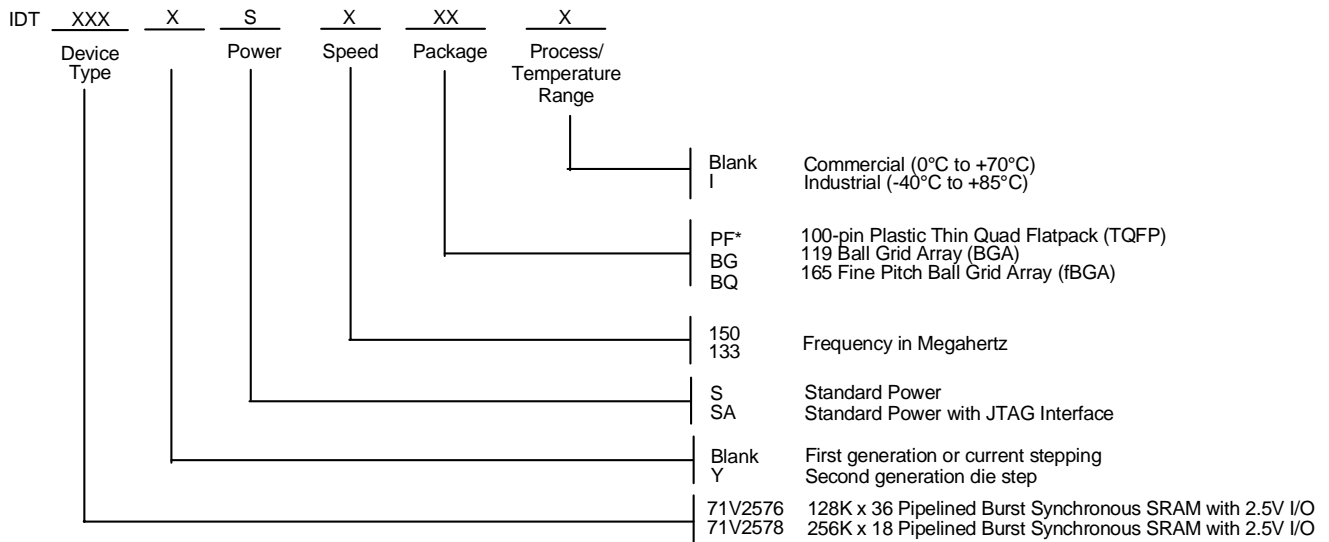 IDT XXX X S X XX X
Device Type Power Speed Package Process/ Temperature Range
Blank Commercial (0°C to +70°C)
I Industrial (-40°C to +85°C)
PF* 100-pin Plastic Thin Quad Flatpack (TQFP)
BG 119 Ball Grid Array (BGA)
BQ 165 Fine Pitch Ball Grid Array (fBGA)
150
133
Frequency in Megahertz
S Standard Power
SA Standard Power with JTAG Interface
Blank First generation or current stepping
Y Second generation die step
71V2576 128K x 36 Pipelined Burst Synchronous SRAM with 2.5V I/O
71V2578 256K x 18 Pipelined Burst Synchronous SRAM with 2.5V I/O